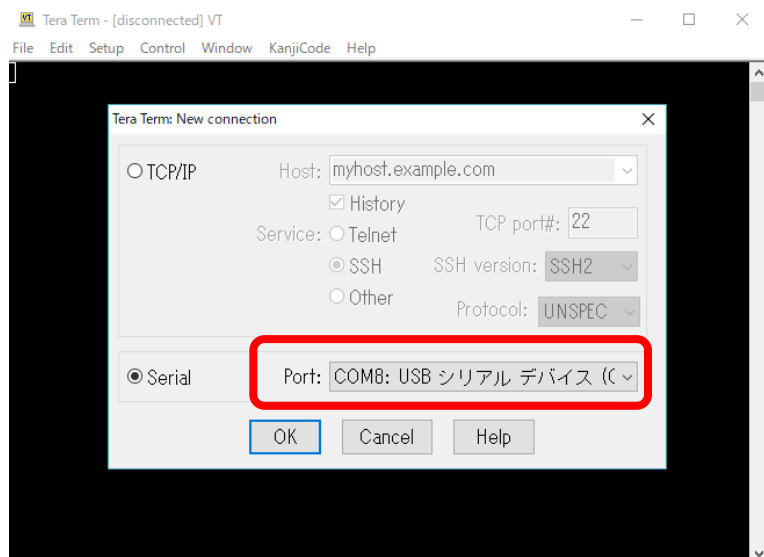 Tera Term - [disconnected] VT
File Edit Setup Control Window KanjiCode Help
Tera Term: New connection
TCP/IP Host: myhost.example.com
History
Service: Telnet TCP port#: 22
SSH SSH version: SSH2
Other Protocol: UNSPEC
Serial Port: COM8: USB シリアル デバイス ((
OK Cancel Help